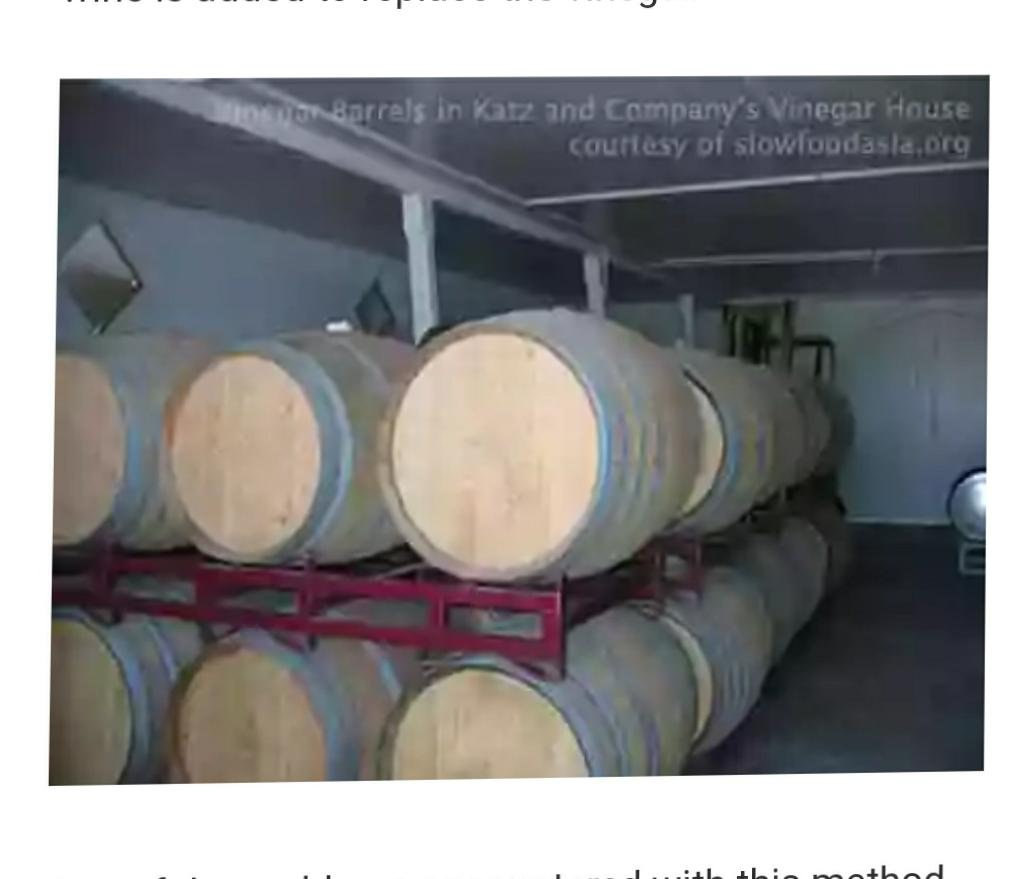 is added to replace the
Vinegar Barrels in Katz and Company's Vinegar House
courtesy of slowfoodasia.org
with this method